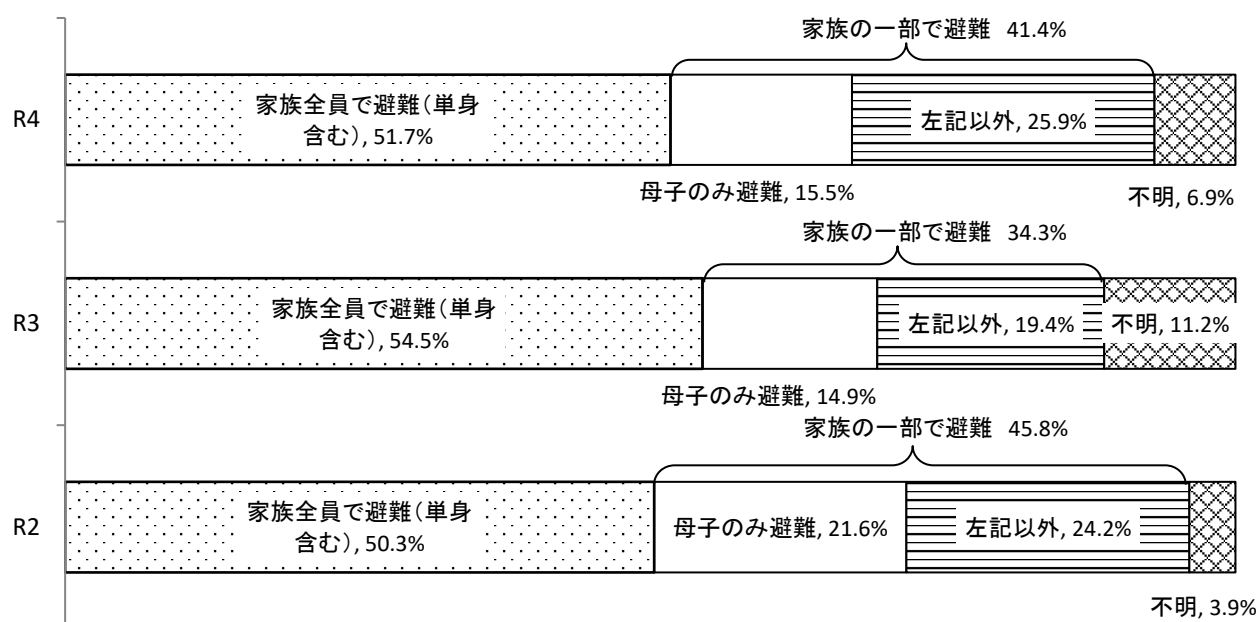 家族の一部で避難 41.4%
R4
家族全員で避難(単身
含む), 51.7%
左記以外, 25.9%
母子のみ避難, 15.5%
不明, 6.9%
家族の一部で避難 34.3%
R3
家族全員で避難(単身
含む), 54.5%
左記以外, 19.4%
不明, 11.2%
母子のみ避難, 14.9%
家族の一部で避難 45.8%
R2
家族全員で避難(単身
含む), 50.3%
母子のみ避難, 21.6%
左記以外, 24.2%
不明, 3.9%